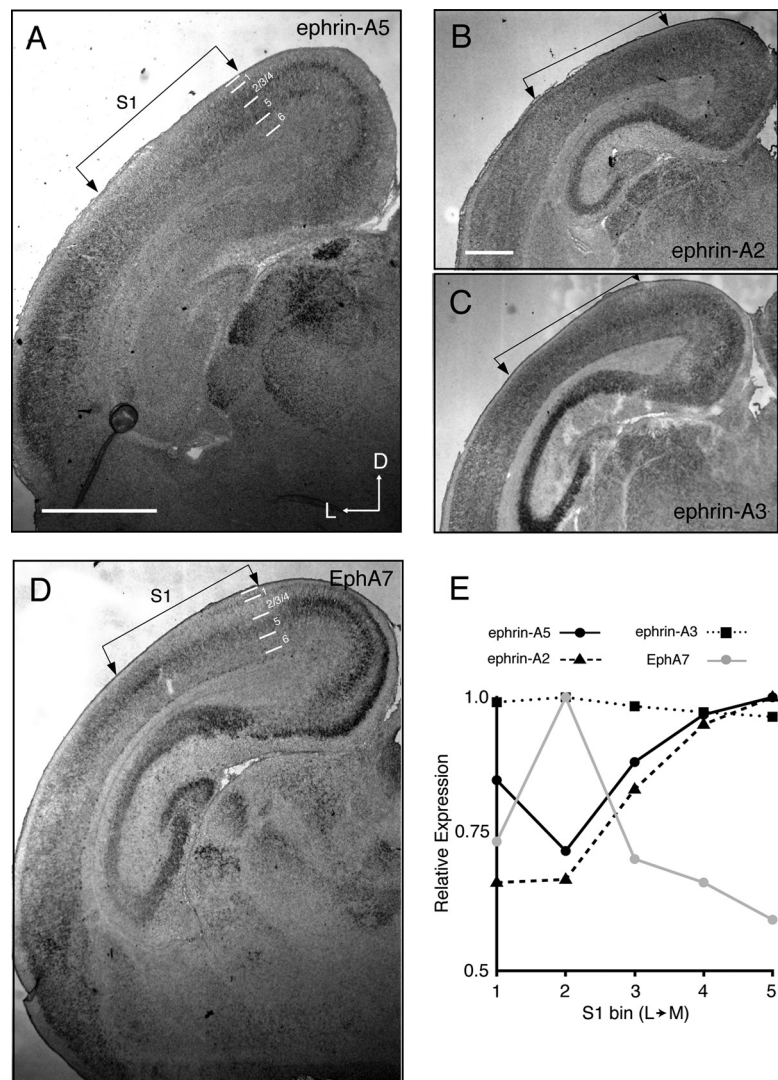 A
ephrin-A5
S1
1
2/3/4
5
6
D
L
B
ephrin-A2
C
ephrin-A3
D
EphA7
S1
1
2/3/4
5
6
E
ephrin-A5 ephrin-A3
ephrin-A2 EphA7
1.0
0.75
0.5
Relative Expression
1 2 3 4 5
S1 bin (L→M)